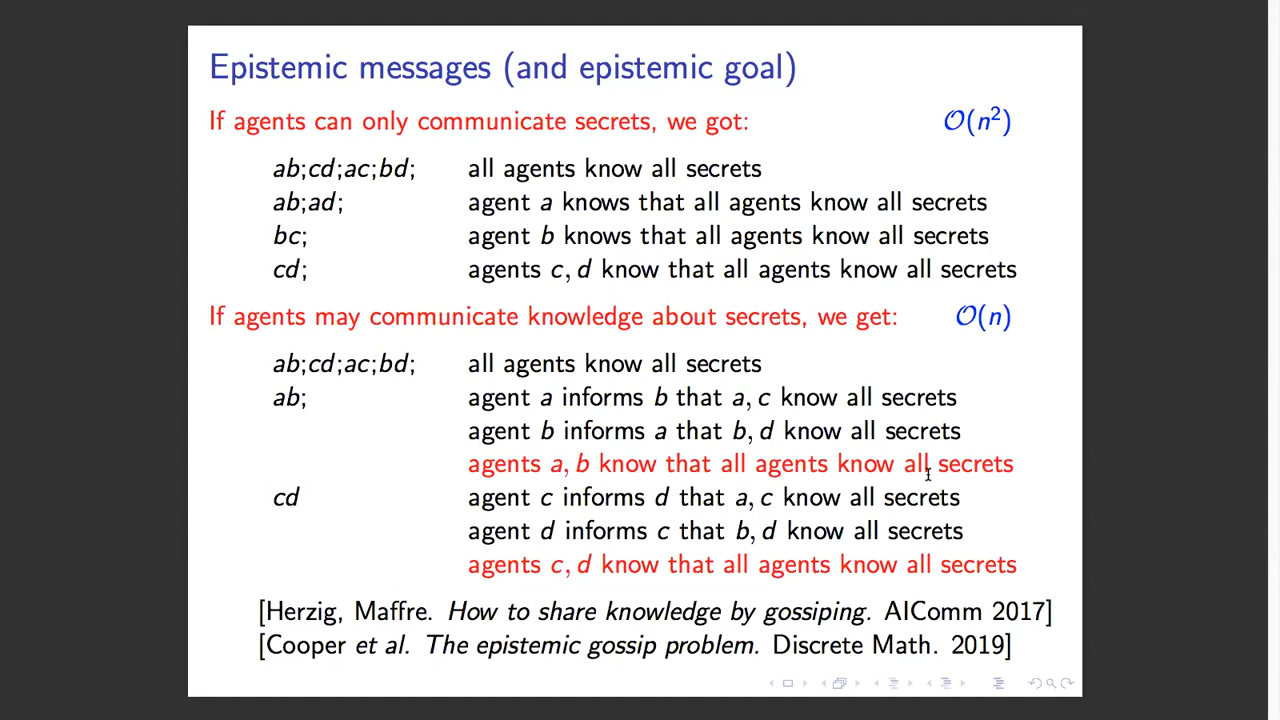 Epistemic messages (and epistemic goal)
If agents can only communicate secrets, we got: O(n²)
ab;cd;ac;bd; all agents know all secrets
ab;ad; agent a knows that all agents know all secrets
bc; agent b knows that all agents know all secrets
cd; agents c, d know that all agents know all secrets
If agents may communicate knowledge about secrets, we get: O(n)
ab;cd;ac;bd; all agents know all secrets
ab; agent a informs b that a, c know all secrets
agent b informs a that b, d know all secrets
agents a, b know that all agents know all secrets
cd agent c informs d that a, c know all secrets
agent d informs c that b, d know all secrets
agents c, d know that all agents know all secrets
[Herzig, Maffre. How to share knowledge by gossiping. AIComm 2017]
[Cooper et al. The epistemic gossip problem. Discrete Math. 2019]